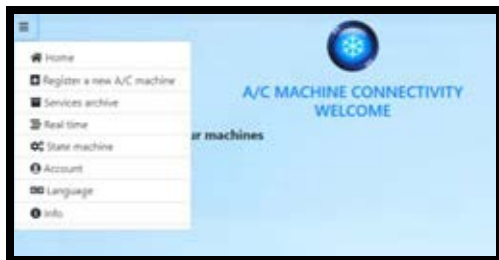 Home
Register a new A/C machine
Services archive
Real time
State machine
Account
Language
Info
A/C MACHINE CONNECTIVITY
WELCOME
ur machines